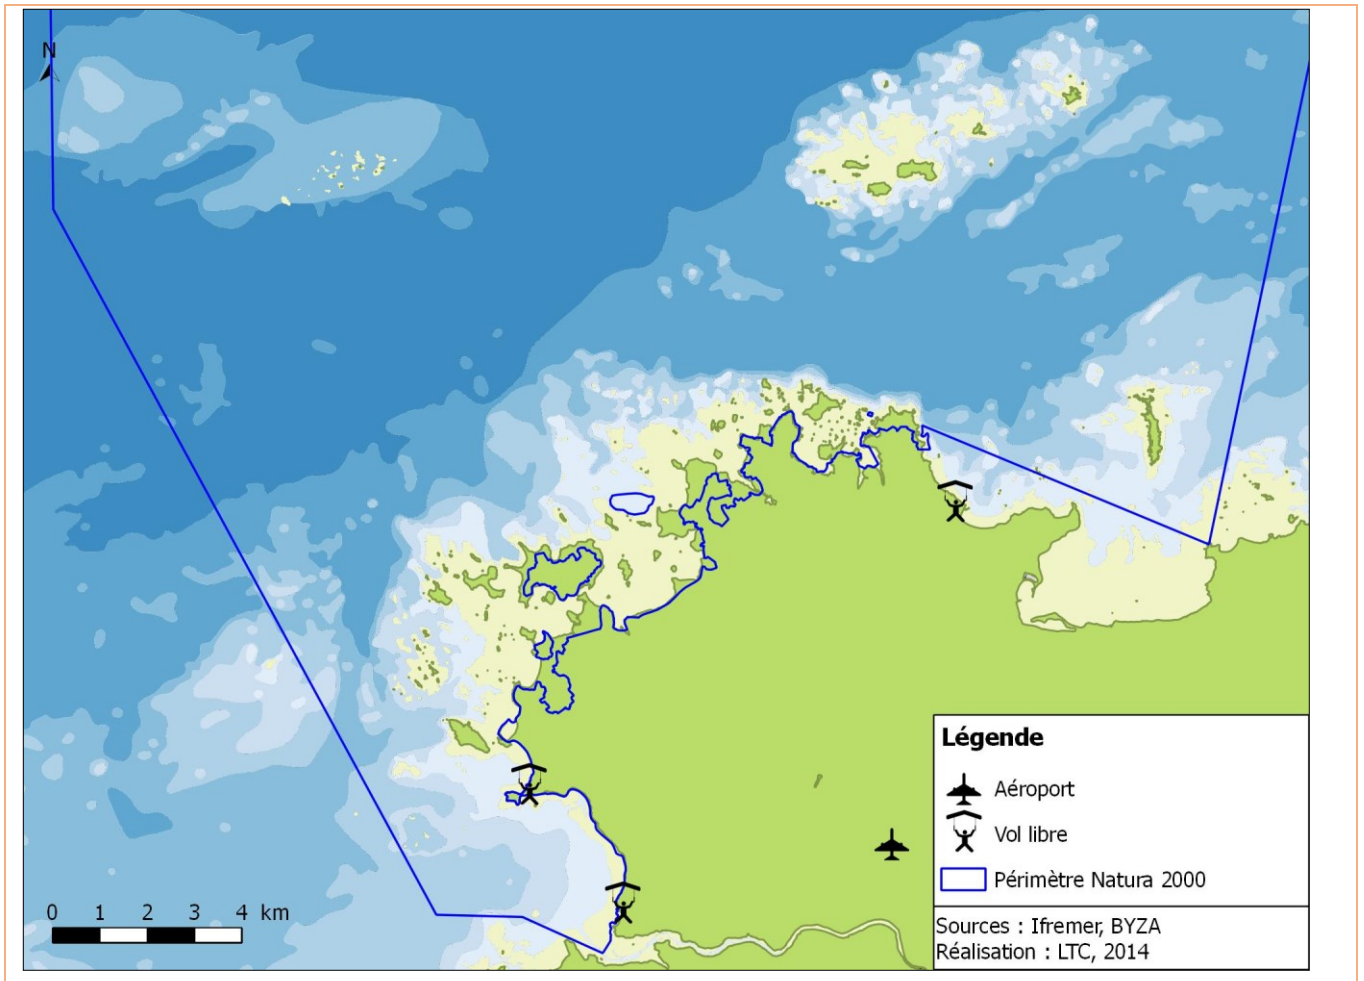 N
Légende
Aéroport
Vol libre
Périmètre Natura 2000
0 1 2 3 4 km
Sources : Ifremer, BYZA
Réalisation : LTC, 2014